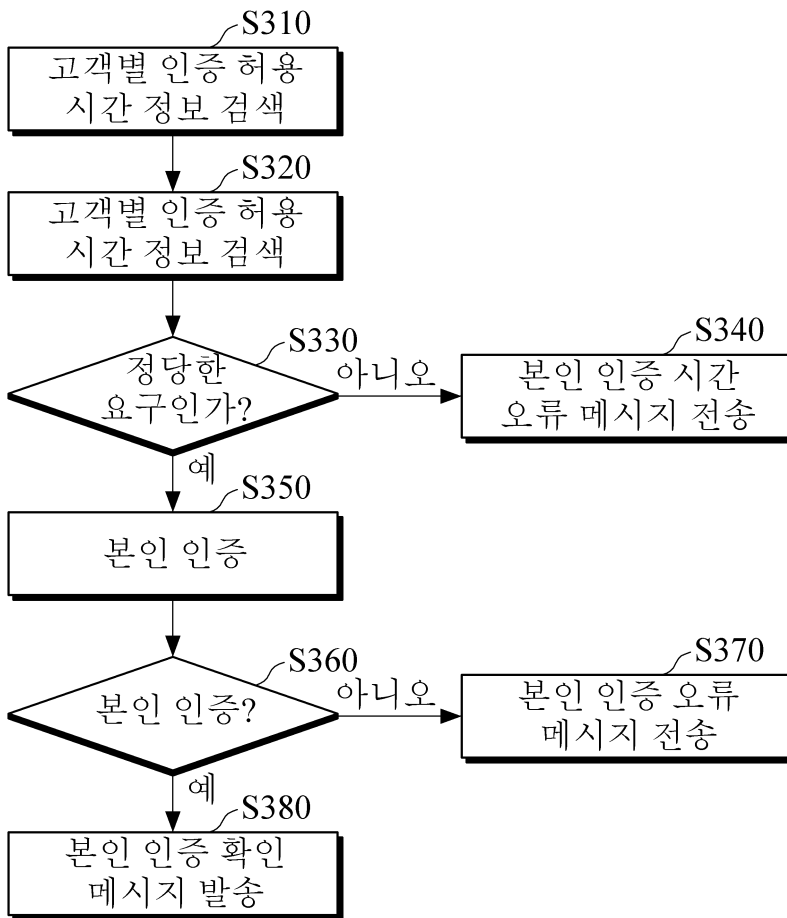 S310
고객별 인증 허용
시간 정보 검색
S320
고객별 인증 허용
시간 정보 검색
S330
정당한
요구인가?
아니오
S340
본인 인증 시간
오류 메시지 전송
예
S350
본인 인증
S360
본인 인증?
아니오
S370
본인 인증 오류
메시지 전송
예
S380
본인 인증 확인
메시지 발송